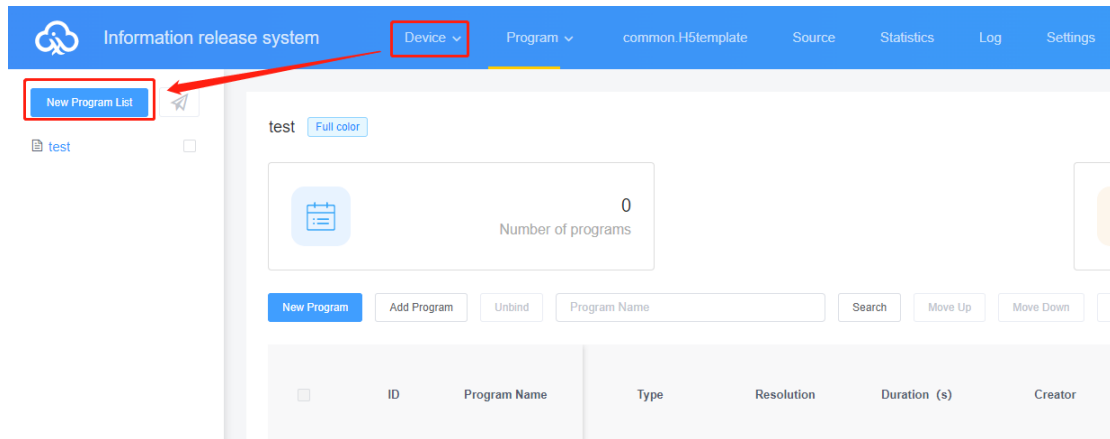 Information release system
Device
Program
common.H5template
Source
Statistics
Log
Settings
New Program List
test
test
Full color
0
Number of programs
New Program
Add Program
Unbind
Program Name
Search
Move Up
Move Down
ID
Program Name
Type
Resolution
Duration (s)
Creator